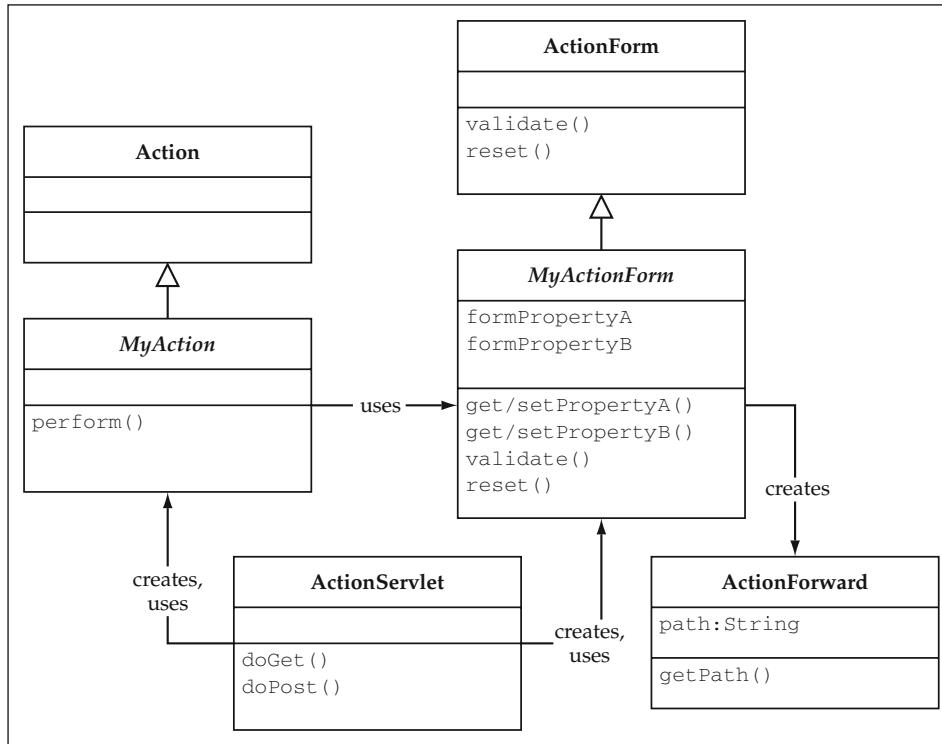 ActionForm
validate()
reset()
Action
MyActionForm
formPropertyA
formPropertyB
get/setPropertyA()
get/setPropertyB()
validate()
reset()
MyAction
perform()
uses
creates
creates,
uses
ActionServlet
doGet()
doPost()
creates,
uses
ActionForward
path:String
getPath()